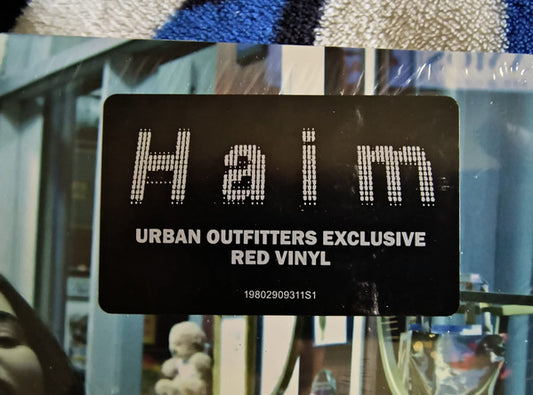 Haim
URBAN OUTFITTERS EXCLUSIVE
RED VINYL
19802909311S1